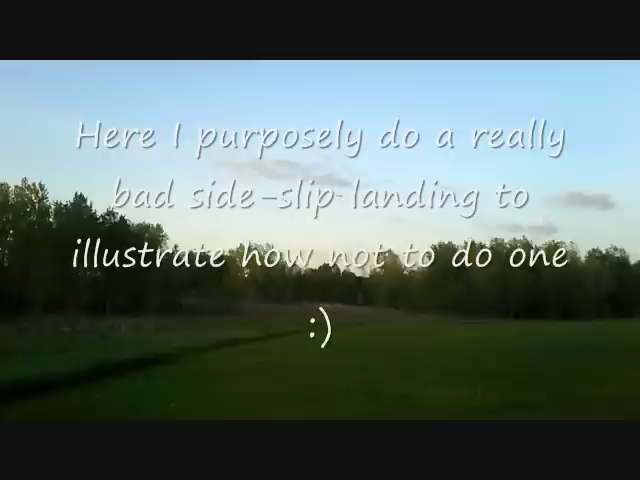 Here I purposely do a really
bad side-slip landing to
illustrate how not to do one
:)